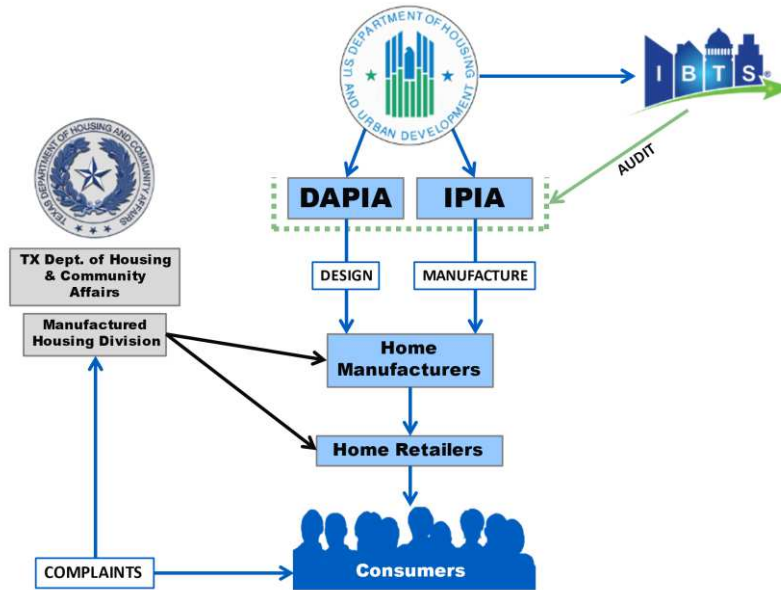 U.S DEPARTMENT OF HOUSING
AND URBAN DEVELOPMENT
IBTS®
AUDIT
TEXAS DEPARTMENT OF HOUSING AND COMMUNITY AFFAIRS
DAPIA
IPIA
TX Dept. of Housing
& Community
Affairs
DESIGN
MANUFACTURE
Manufactured
Housing Division
Home
Manufacturers
Home Retailers
COMPLAINTS
Consumers